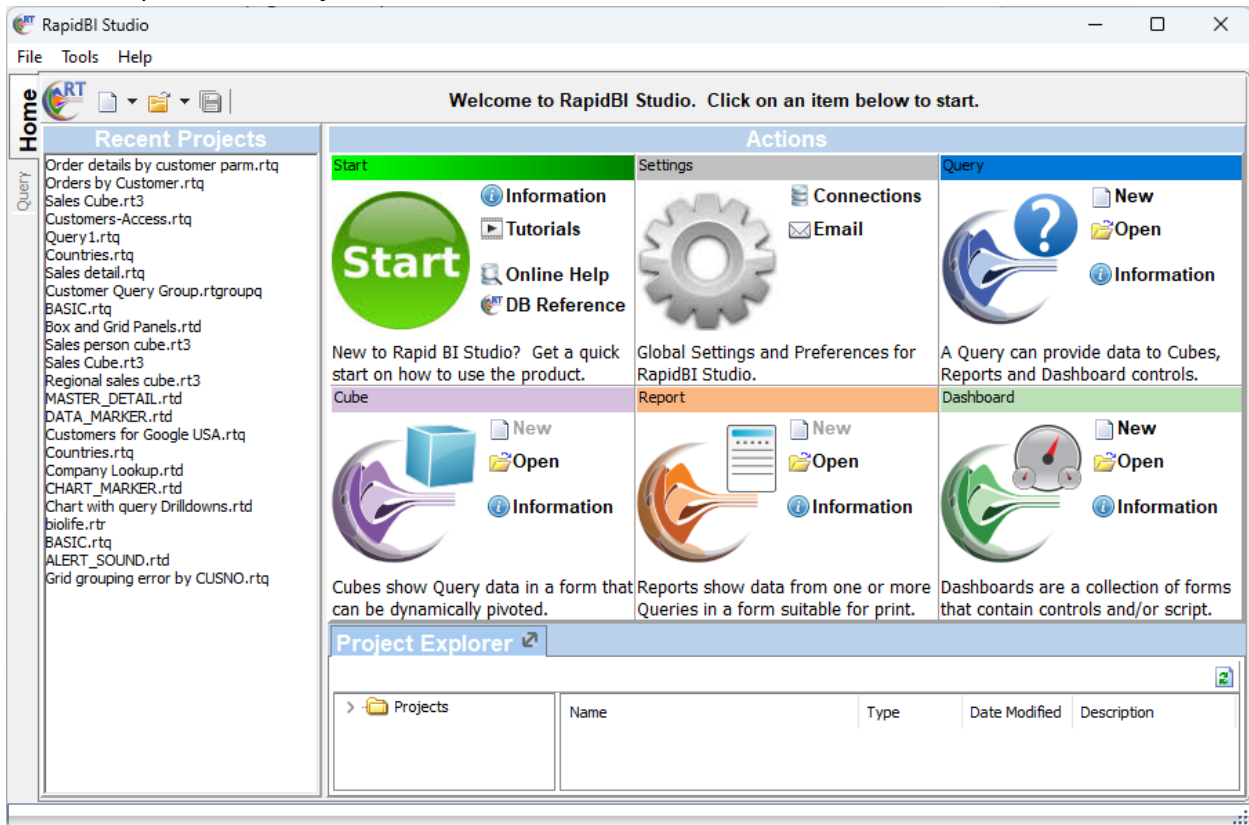 RapidBI Studio
File Tools Help
Home
Query
RT
Welcome to RapidBI Studio. Click on an item below to start.
Recent Projects
Order details by customer parm.rtq
Orders by Customer.rtq
Sales Cube.rt3
Customers-Access.rtq
Query1.rtq
Countries.rtq
Sales detail.rtq
Customer Query Group.rtgroupq
BASIC.rtq
Box and Grid Panels.rtd
Sales person cube.rt3
Sales Cube.rt3
Regional sales cube.rt3
MASTER_DETAIL.rtd
DATA_MARKER.rtd
Customers for Google USA.rtq
Countries.rtq
Company Lookup.rtd
CHART_MARKER.rtd
Chart with query Drilldowns.rtd
biolife.rtr
BASIC.rtq
ALERT_SOUND.rtd
Grid grouping error by CUSNO.rtq
Actions
Start
Start
Information
Tutorials
Online Help
RT DB Reference
New to Rapid BI Studio? Get a quick
start on how to use the product.
Settings
Connections
Email
Global Settings and Preferences for
RapidBI Studio.
Query
?
New
Open
Information
A Query can provide data to Cubes,
Reports and Dashboard controls.
Cube
New
Open
Information
Cubes show Query data in a form that
can be dynamically pivoted.
Report
New
Open
Information
Reports show data from one or more
Queries in a form suitable for print.
Dashboard
New
Open
Information
Dashboards are a collection of forms
that contain controls and/or script.
Project Explorer
Projects
Name Type Date Modified Description